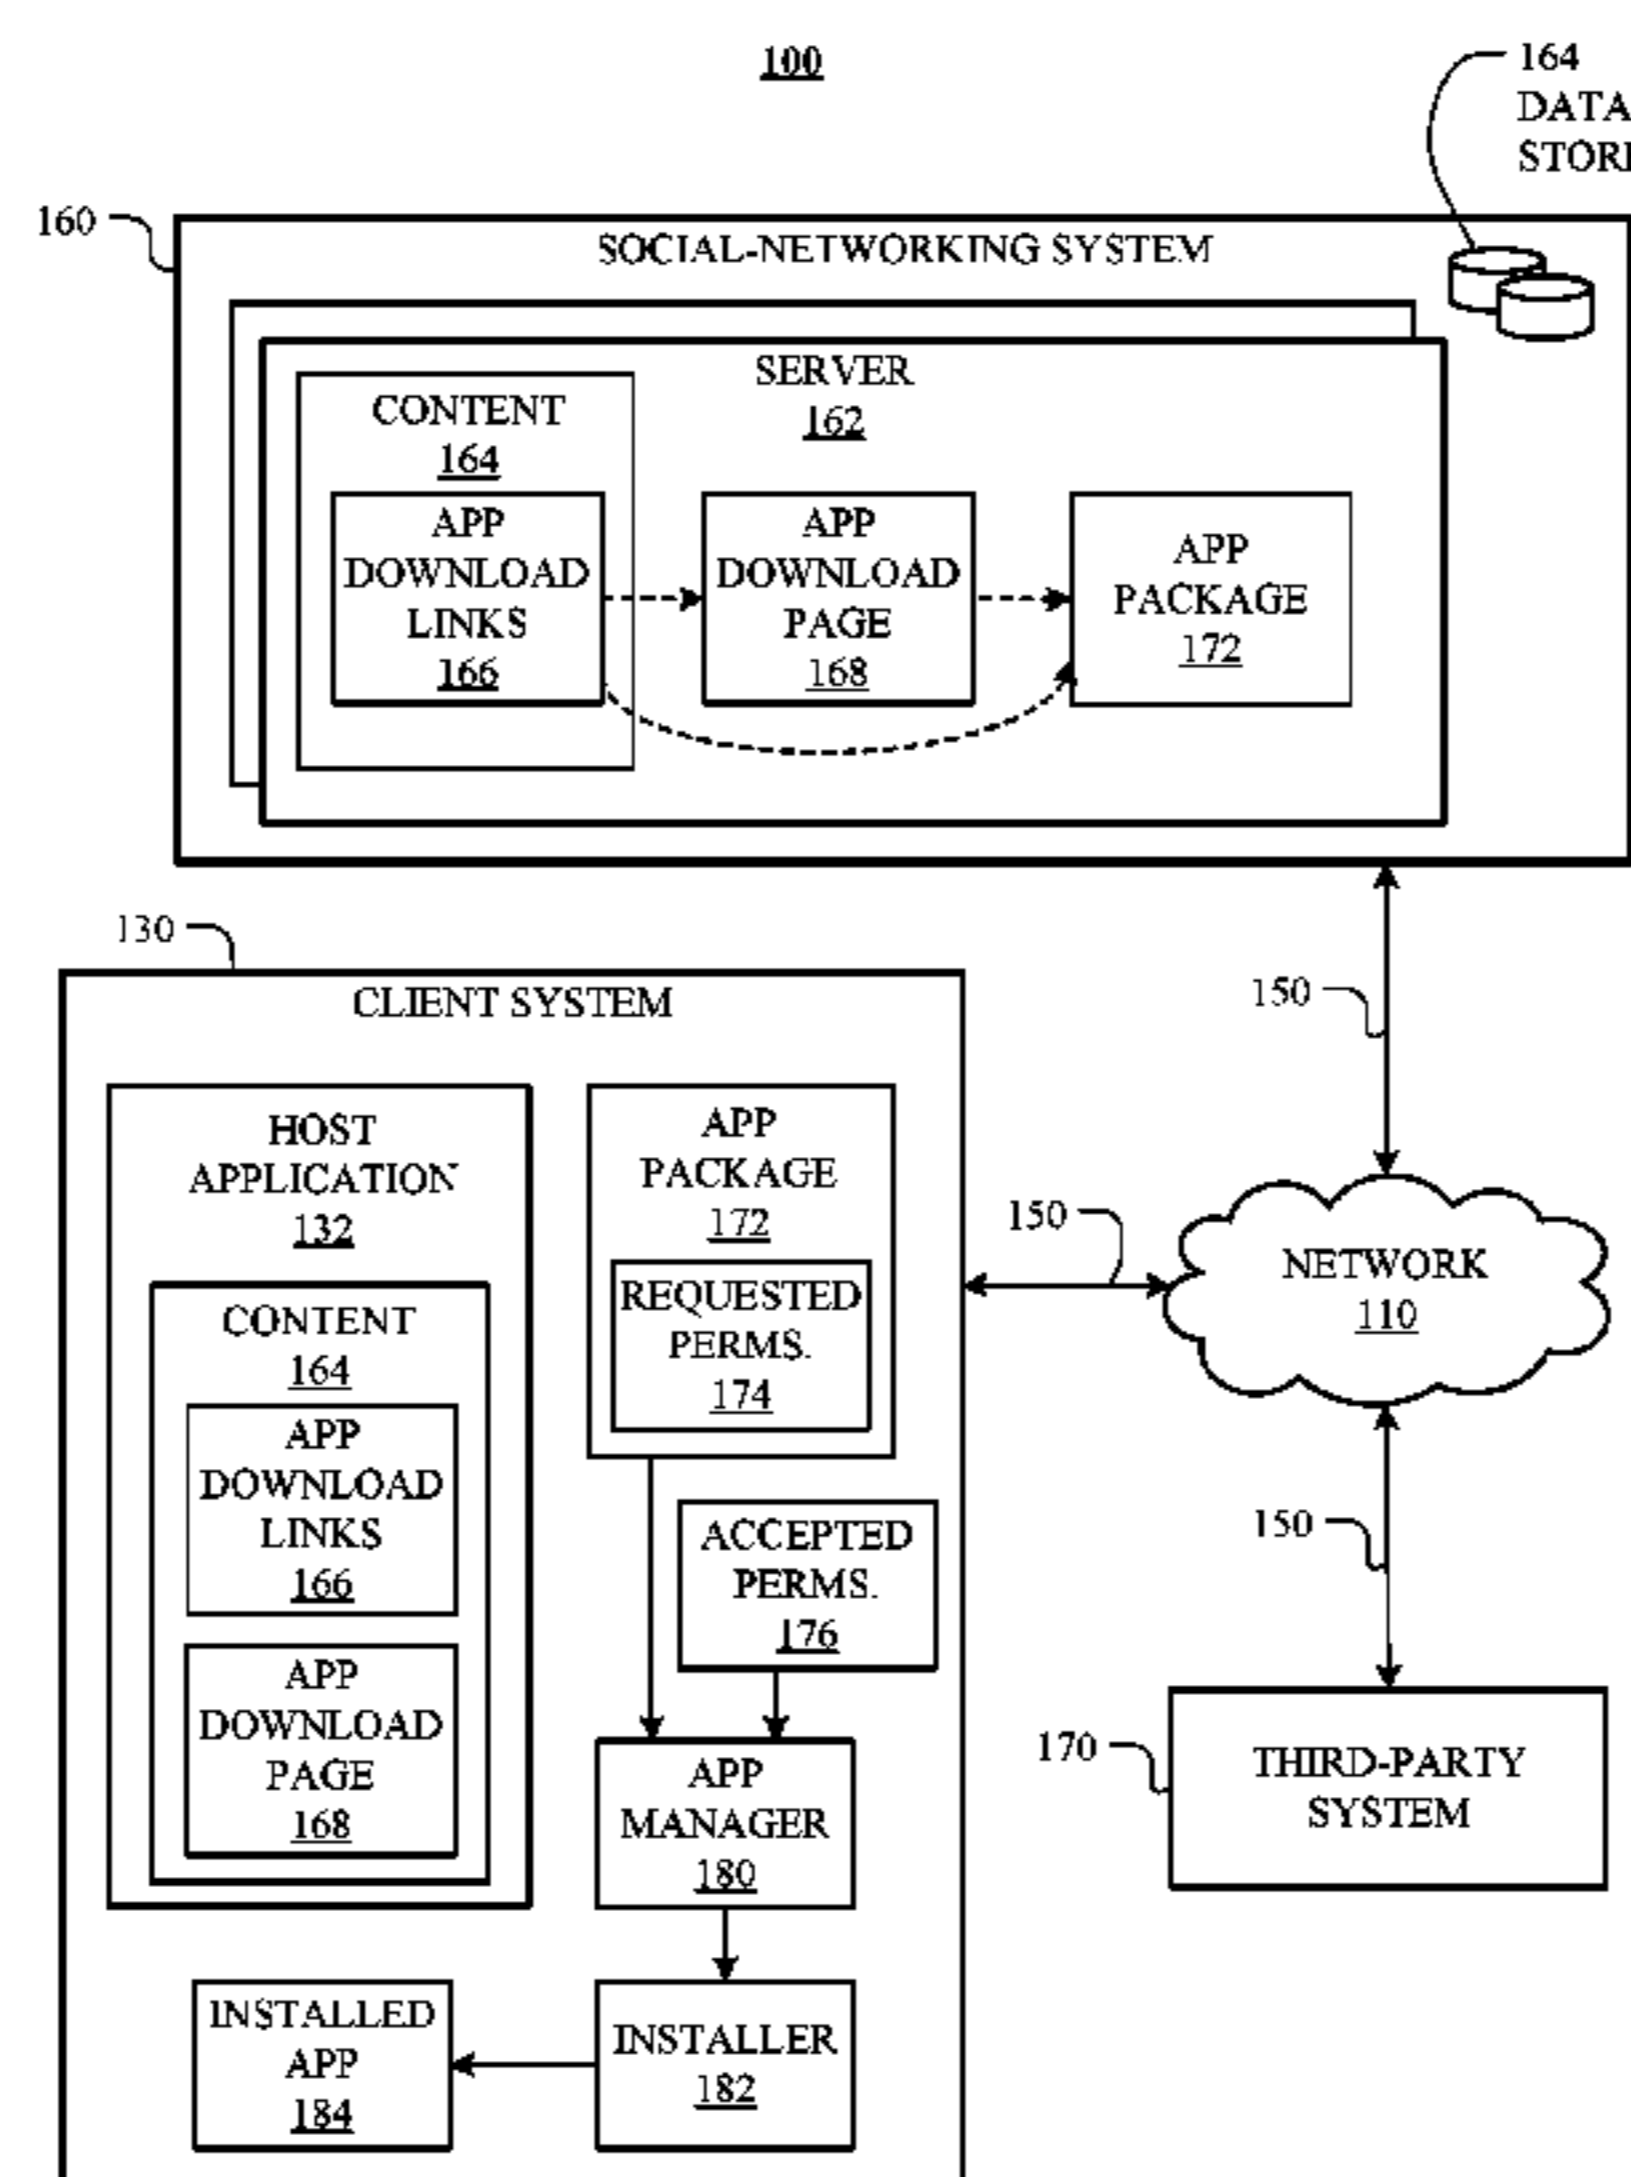 100
164
DATA
STOR
160
SOCIAL-NETWORKING SYSTEM
SERVER
162
CONTENT
164
APP
DOWNLOAD
LINKS
166
APP
DOWNLOAD
PAGE
168
APP
PACKAGE
172
130
CLIENT SYSTEM
150
HOST
APPLICATION
132
CONTENT
164
APP
DOWNLOAD
LINKS
166
APP
DOWNLOAD
PAGE
168
APP
PACKAGE
172
REQUESTED
PERMS.
174
ACCEPTED
PERMS.
176
APP
MANAGER
180
INSTALLER
182
INSTALLED
APP
184
150
NETWORK
110
150
170
THIRD-PARTY
SYSTEM